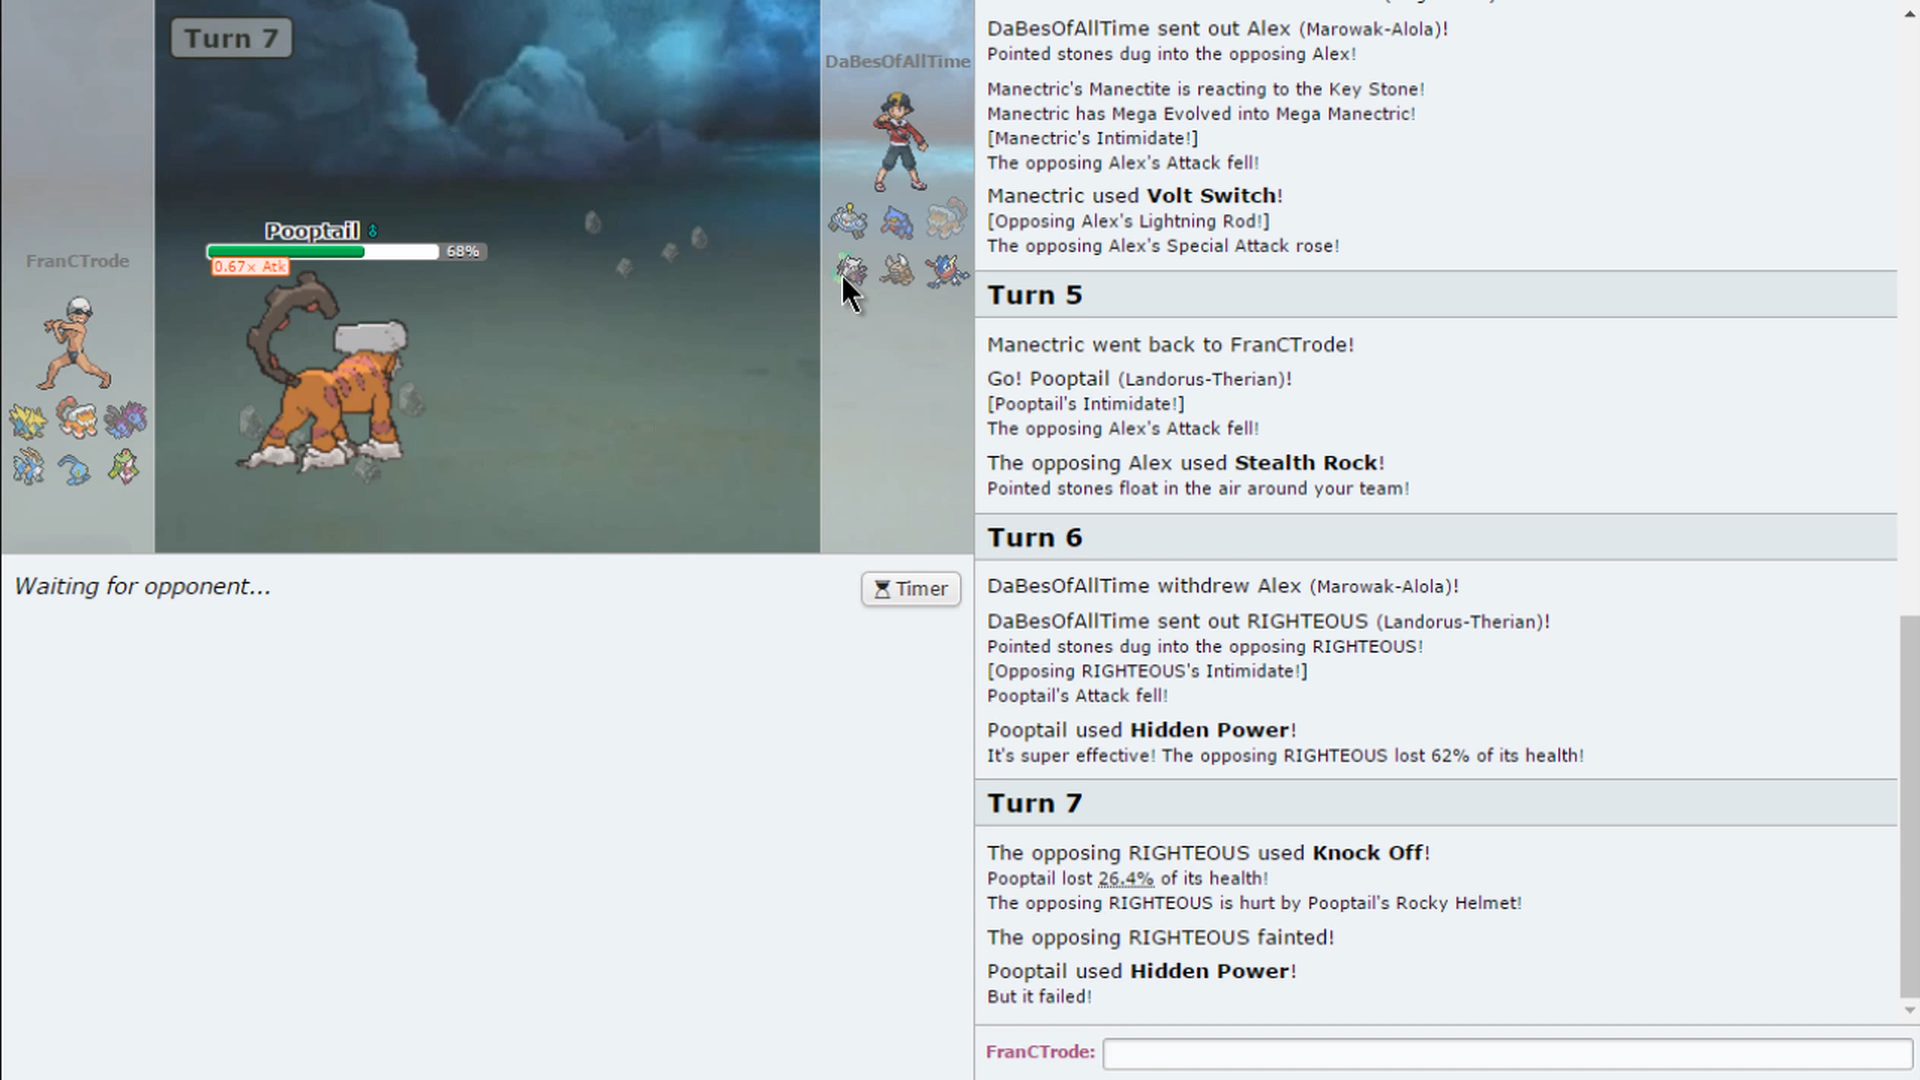 Turn 7
DaBesOfAllTime
Pooptail
68%
0.67× Atk
FranCTrode
Waiting for opponent...
Timer
DaBesOfAllTime sent out Alex (Marowak-Alola)!
Pointed stones dug into the opposing Alex!
Manectric's Manectite is reacting to the Key Stone!
Manectric has Mega Evolved into Mega Manectric!
[Manectric's Intimidate!]
The opposing Alex's Attack fell!
Manectric used Volt Switch!
[Opposing Alex's Lightning Rod!]
The opposing Alex's Special Attack rose!
Turn 5
Manectric went back to FranCTrode!
Go! Pooptail (Landorus-Therian)!
[Pooptail's Intimidate!]
The opposing Alex's Attack fell!
The opposing Alex used Stealth Rock!
Pointed stones float in the air around your team!
Turn 6
DaBesOfAllTime withdrew Alex (Marowak-Alola)!
DaBesOfAllTime sent out RIGHTEOUS (Landorus-Therian)!
Pointed stones dug into the opposing RIGHTEOUS!
[Opposing RIGHTEOUS's Intimidate!]
Pooptail's Attack fell!
Pooptail used Hidden Power!
It's super effective! The opposing RIGHTEOUS lost 62% of its health!
Turn 7
The opposing RIGHTEOUS used Knock Off!
Pooptail lost 26.4% of its health!
The opposing RIGHTEOUS is hurt by Pooptail's Rocky Helmet!
The opposing RIGHTEOUS fainted!
Pooptail used Hidden Power!
But it failed!
FranCTrode: